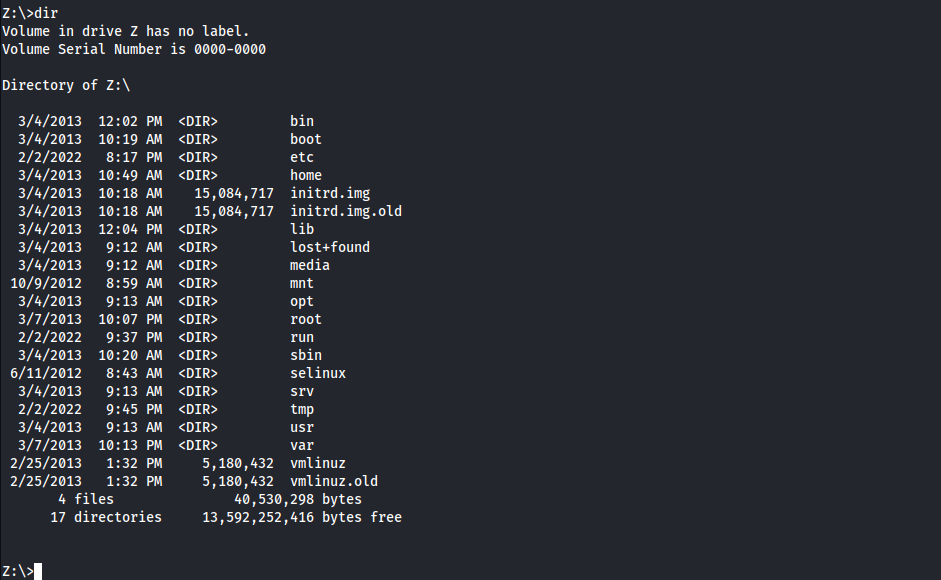 Z:\>dir
Volume in drive Z has no label.
Volume Serial Number is 0000-0000

Directory of Z:\

  3/4/2013  12:02 PM  <DIR>         bin
  3/4/2013  10:19 AM  <DIR>         boot
  2/2/2022   8:17 PM  <DIR>         etc
  3/4/2013  10:49 AM  <DIR>         home
  3/4/2013  10:18 AM    15,084,717  initrd.img
  3/4/2013  10:18 AM    15,084,717  initrd.img.old
  3/4/2013  12:04 PM  <DIR>         lib
  3/4/2013   9:12 AM  <DIR>         lost+found
  3/4/2013   9:12 AM  <DIR>         media
 10/9/2012   8:59 AM  <DIR>         mnt
  3/4/2013   9:13 AM  <DIR>         opt
  3/7/2013  10:07 PM  <DIR>         root
  2/2/2022   9:37 PM  <DIR>         run
  3/4/2013  10:20 AM  <DIR>         sbin
 6/11/2012   8:43 AM  <DIR>         selinux
  3/4/2013   9:13 AM  <DIR>         srv
  2/2/2022   9:45 PM  <DIR>         tmp
  3/4/2013   9:13 AM  <DIR>         usr
  3/7/2013  10:13 PM  <DIR>         var
 2/25/2013   1:32 PM     5,180,432  vmlinuz
 2/25/2013   1:32 PM     5,180,432  vmlinuz.old
       4 files               40,530,298 bytes
      17 directories     13,592,252,416 bytes free

Z:\>